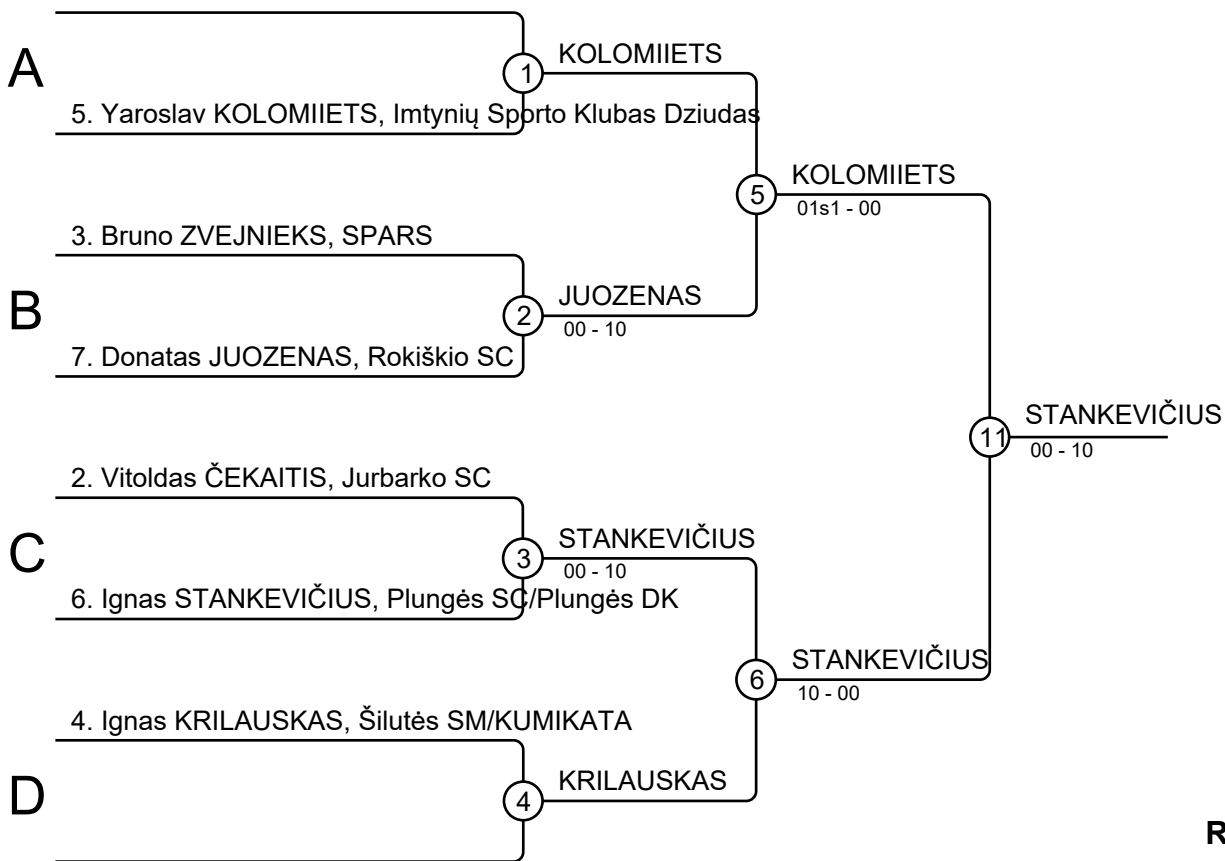 A
1
KOLOMIIETS
5. Yaroslav KOLOMIIETS, Imtynių Sporto Klubas Dziudas
5
KOLOMIIETS
01s1 - 00
3. Bruno ZVEJNIEKS, SPARS
B
2
JUOZENAS
00 - 10
7. Donatas JUOZENAS, Rokiškio SC
11
STANKEVIČIUS
00 - 10
2. Vitoldas ČEKAITIS, Jurbarko SC
C
3
STANKEVIČIUS
00 - 10
6. Ignas STANKEVIČIUS, Plungės SC/Plungės DK
6
STANKEVIČIUS
10 - 00
4. Ignas KRILAUSKAS, Šilutės SM/KUMIKATA
D
4
KRILAUSKAS
R